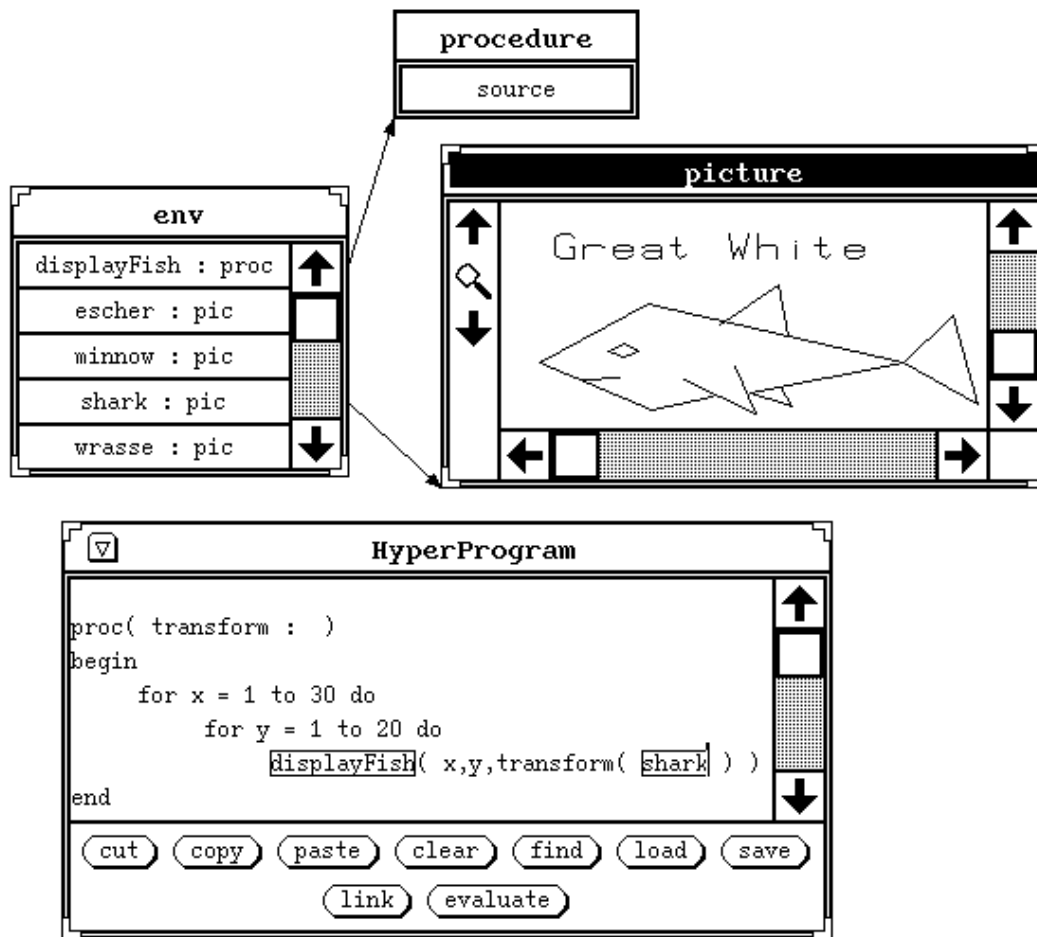 procedure
source
picture
Great White
env
displayFish : proc
escher : pic
minnow : pic
shark : pic
wrasse : pic
HyperProgram
proc( transform :  )
begin
for x = 1 to 30 do
for y = 1 to 20 do
displayFish( x,y,transform( shark ) )
end
cut copy paste clear find load save
link evaluate